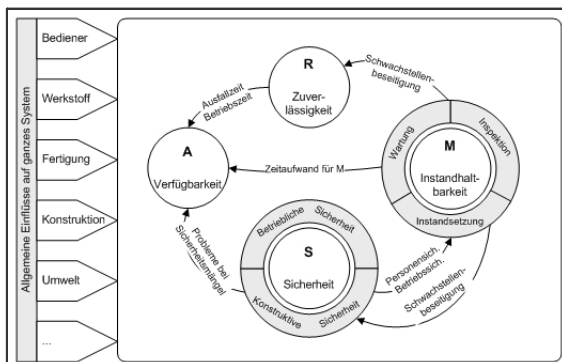 Allgemeine Einflüsse auf ganzes System
Bediener
Werkstoff
Fertigung
Konstruktion
Umwelt
...
R
Zuver-
lässigkeit
Schwachstellen-
beseitigung
Ausfallzeit
Betriebszeit
A
Verfügbarkeit
Zeitaufwand für M
Wartung
Inspektion
M
Instandhalt-
barkeit
Instandsetzung
Probleme bei
Sicherheitsmängel
Betriebliche Sicherheit
S
Sicherheit
Konstruktive Sicherheit
Personensich.
Betriebssich.
Schwachstellen-
beseitigung